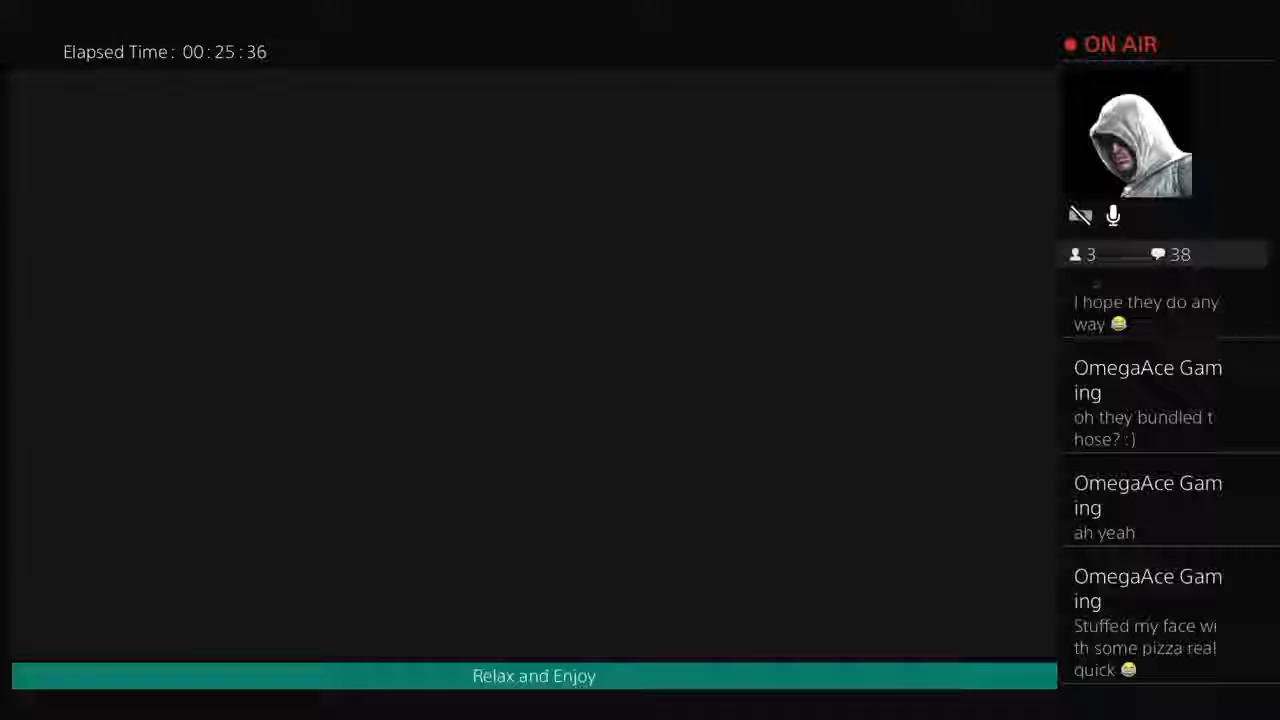 Elapsed Time: 00:25:36
ON AIR
3 38
I hope they do any
way 😂
OmegaAce Gam
ing
oh they bundled t
hose? :)
OmegaAce Gam
ing
ah yeah
OmegaAce Gam
ing
Stuffed my face wi
th some pizza real
quick 😂
Relax and Enjoy